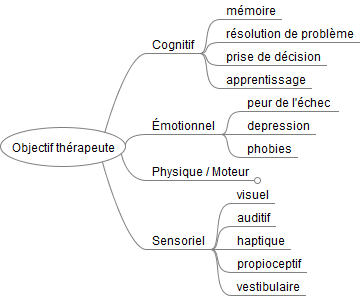 Objectif thérapeute
Cognitif
mémoire
résolution de problème
prise de décision
apprentissage
Émotionnel
peur de l'échec
depression
phobies
Physique / Moteur
Sensoriel
visuel
auditif
haptique
propioceptif
vestibulaire